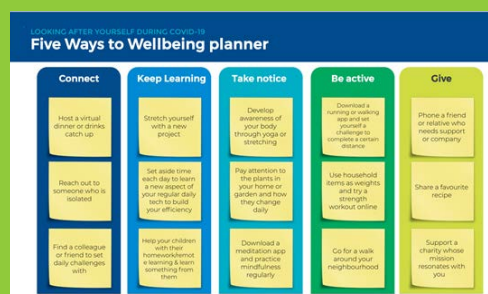 LOOKING AFTER YOURSELF DURING COVID-19
Five Ways to Wellbeing planner
Connect
Host a virtual
dinner or drinks
catch up
Reach out to
someone who is
isolated
Find a colleague
or friend to set
daily challenges
with
Keep Learning
Stretch yourself
with a new
project
Set aside time
each day to learn
a new aspect of
your regular daily
tech to build
your efficiency
Help your children
with their
homework/remot
e learning & learn
something from
them
Take notice
Develop
awareness of
your body
through yoga or
stretching
Pay attention to
the plants in
your home or
garden and how
they change
daily
Download a
meditation app
and practice
mindfulness
regularly
Be active
Download a
running or walking
app and set
yourself a
challenge to
complete a certain
distance
Use household
items as weights
and try a
strength
workout online
Go for a walk
around your
neighbourhood
Give
Phone a friend
or relative who
needs support
or company
Share a favourite
recipe
Support a
charity whose
mission
resonates with
you